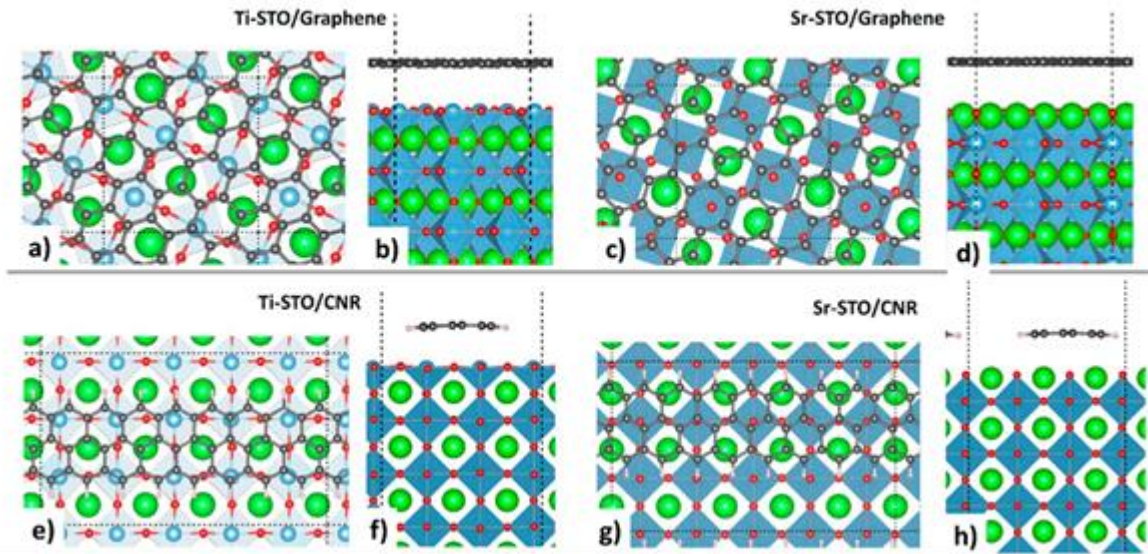 Ti-STO/Graphene
Sr-STO/Graphene
a)
b)
c)
d)
Ti-STO/CNR
Sr-STO/CNR
e)
f)
g)
h)